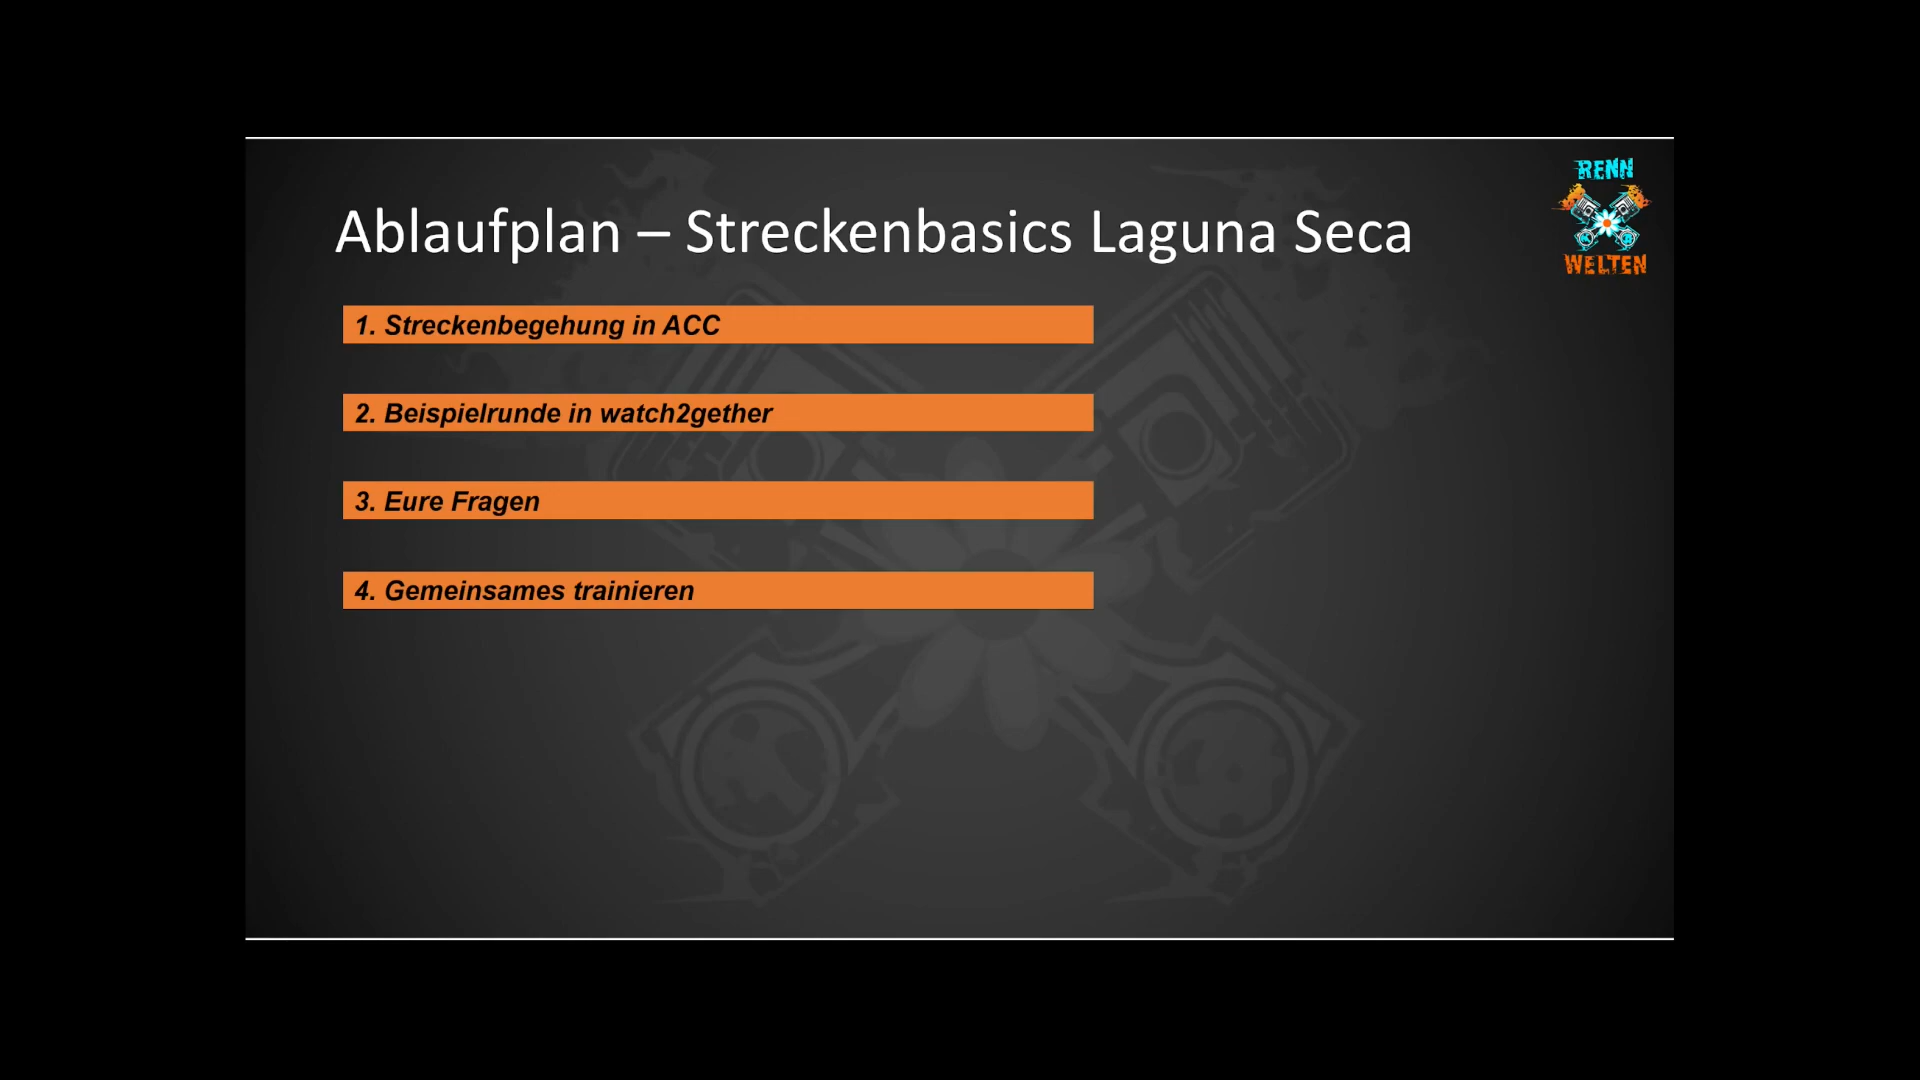 RENN
WELTEN
Ablaufplan – Streckenbasics Laguna Seca
1. Streckenbegehung in ACC
2. Beispielrunde in watch2gether
3. Eure Fragen
4. Gemeinsames trainieren